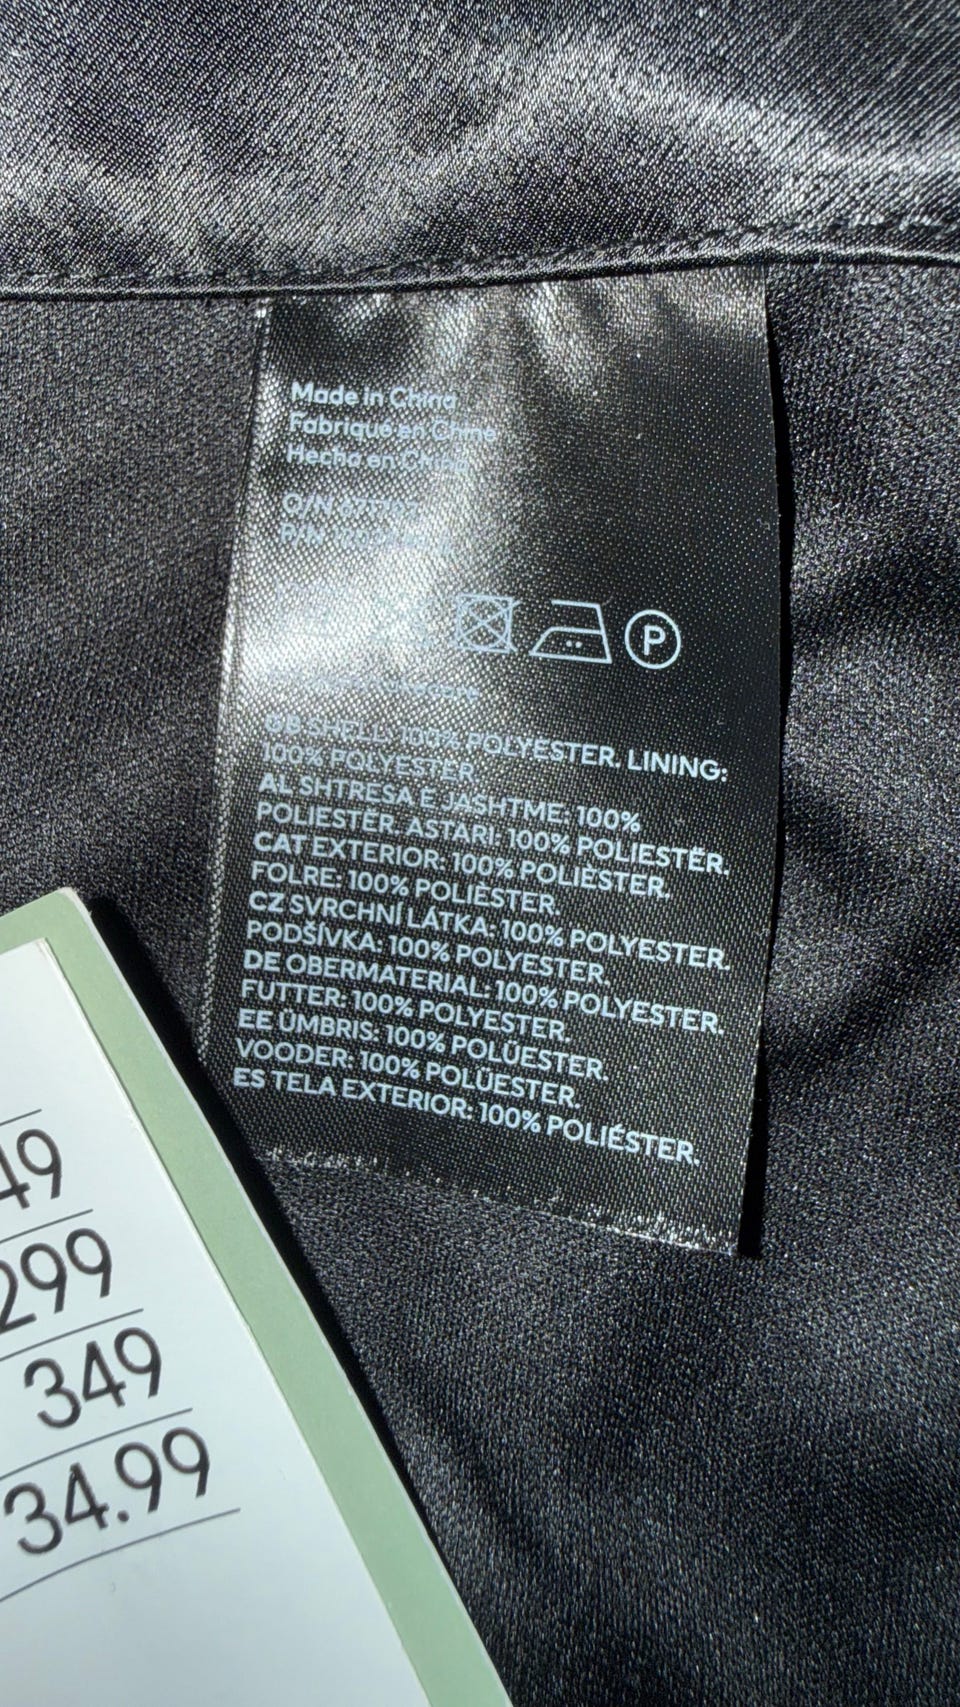 Made in China
Fabriqué en Chine
Hecho en China
O/N
P/N
P
GB SHELL: 100% POLYESTER. LINING:
100% POLYESTER.
AL SHTRESA E JASHTME: 100%
POLIESTËR. ASTARI: 100% POLIESTËR.
CAT EXTERIOR: 100% POLIÈSTER.
FOLRE: 100% POLIÈSTER.
CZ SVRCHNÍ LÁTKA: 100% POLYESTER.
PODŠÍVKA: 100% POLYESTER.
DE OBERMATERIAL: 100% POLYESTER.
FUTTER: 100% POLYESTER.
EE ÜMBRIS: 100% POLÜESTER.
VOODER: 100% POLÜESTER.
ES TELA EXTERIOR: 100% POLIÉSTER.
49
299
349
34.99